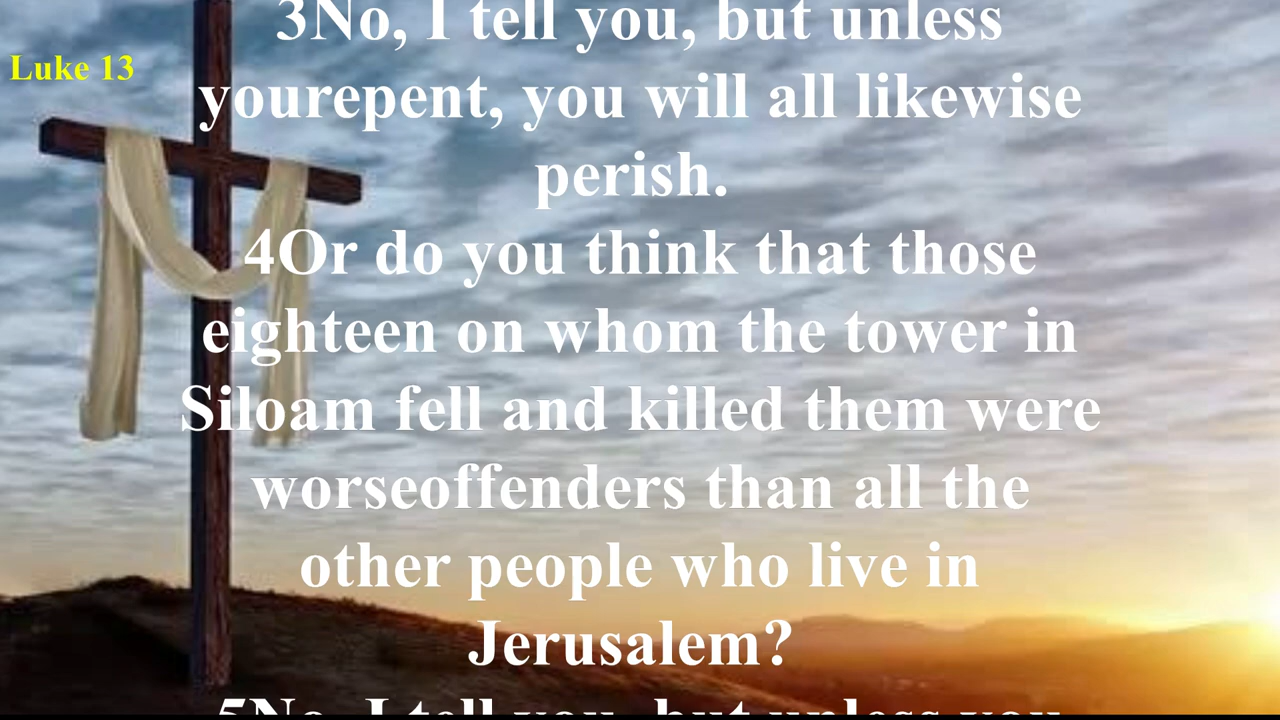 Luke 13
3No, I tell you, but unless
yourepent, you will all likewise
perish.
4Or do you think that those
eighteen on whom the tower in
Siloam fell and killed them were
worseoffenders than all the
other people who live in
Jerusalem?
5No, I tell you, but unless you